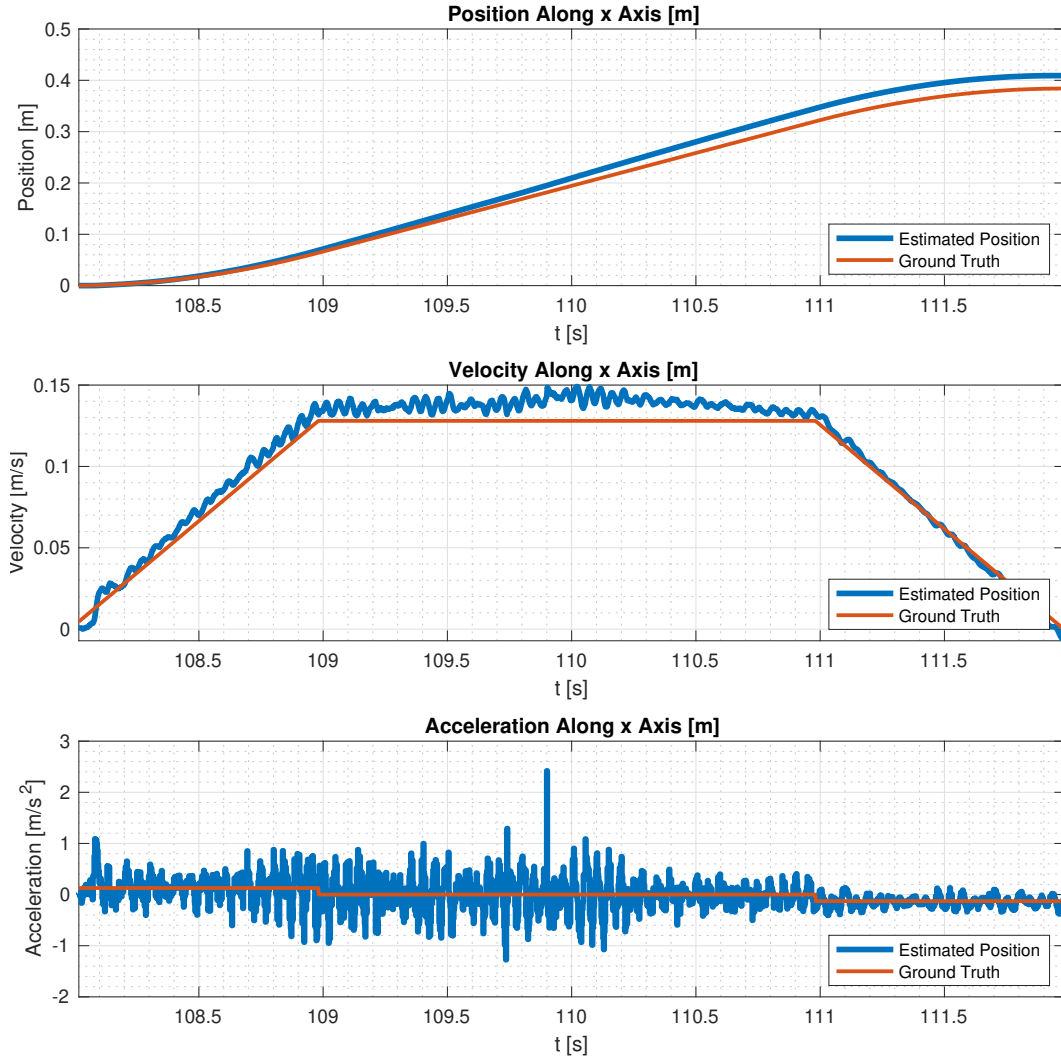 Position Along x Axis [m]
0.5
0.4
0.3
0.2
0.1
0
Position [m]
Estimated Position
Ground Truth
108.5 109 109.5 110 110.5 111 111.5
t [s]
Velocity Along x Axis [m]
0.15
0.1
0.05
0
Velocity [m/s]
Estimated Position
Ground Truth
108.5 109 109.5 110 110.5 111 111.5
t [s]
Acceleration Along x Axis [m]
3
2
1
0
-1
-2
Acceleration [m/s²]
Estimated Position
Ground Truth
108.5 109 109.5 110 110.5 111 111.5
t [s]